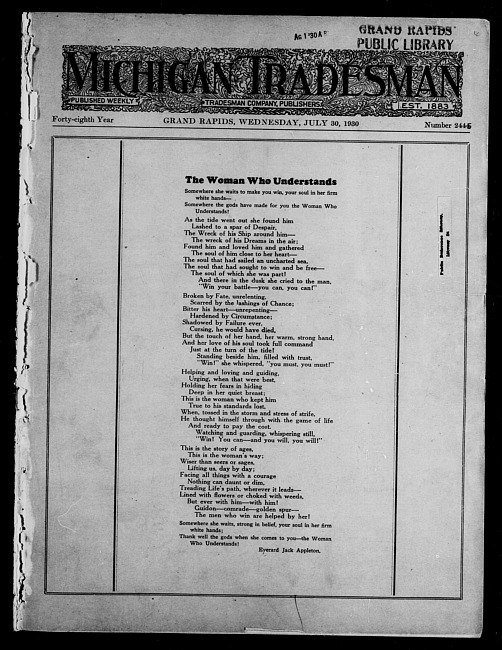 Ag 1 '30
GRAND RAPIDS
PUBLIC LIBRARY
MICHIGAN TRADESMAN
PUBLISHED WEEKLY
TRADESMAN COMPANY, PUBLISHERS
EST. 1883
Forty-eighth Year
GRAND RAPIDS, WEDNESDAY, JULY 30, 1930
Number 2445
The Woman Who Understands
Somewhere she waits to make you win, your soul in her firm
white hands—
Somewhere the gods have made for you the Woman Who
Understands!
As the tide went out she found him
Lashed to a spar of Despair,
The Wreck of his Ship around him—
The wreck of his Dreams in the air;
Found him and loved him and gathered
The soul of him close to her heart—
The soul that had sailed an uncharted sea,
The soul that had sought to win and be free—
The soul of which she was part!
And there in the dusk she cried to the man,
"Win your battle—you can, you can!"
Broken by Fate, unrelenting,
Scarred by the lashings of Chance;
Bitter his heart—unrepenting—
Hardened by Circumstance;
Shadowed by Failure ever,
Cursing, he would have died,
But the touch of her hand, her warm, strong hand,
And her love of his soul took full command
Just at the turn of the tide!
Standing beside him, filled with trust,
"Win!" she whispered, "you must, you must!"
Helping and loving and guiding,
Urging, when that were best,
Holding her fears in hiding
Deep in her quiet breast;
This is the woman who kept him
True to his standards lost,
When, tossed in the storm and stress of strife,
He thought himself through with the game of life
And ready to pay the cost.
Watching and guarding, whispering still,
"Win! You can—and you will, you will!"
This is the story of ages,
This is the woman's way;
Wiser than seers or sages,
Lifting us, day by day;
Facing all things with a courage
Nothing can daunt or dim,
Treading Life's path, wherever it leads—
Lined with flowers or choked with weeds,
But ever with him—with him!
Guidon—comrade—golden spur—
The men who win are helped by her!
Somewhere she waits, strong in belief, your soul in her firm
white hands;
Thank well the gods when she comes to you—the Woman
Who Understands!
Everard Jack Appleton.
Public Reference Library,
Library St.